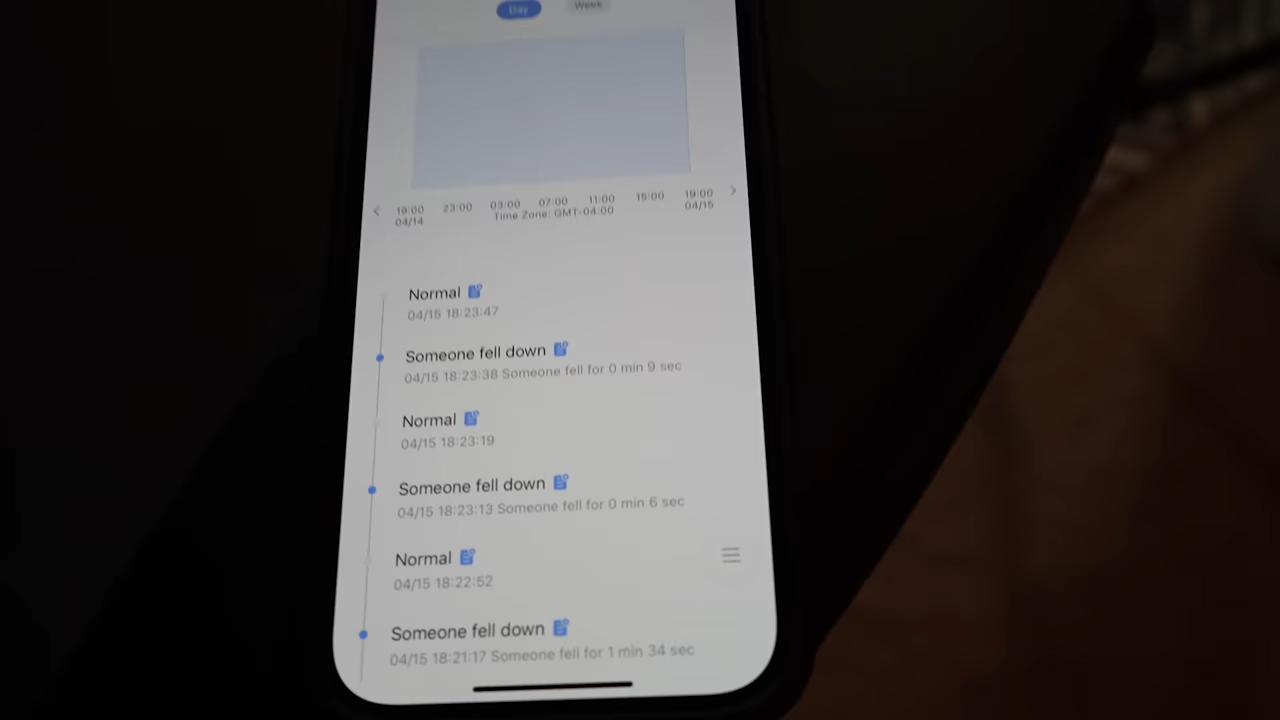 Day Week
19:00 23:00 03:00 07:00 11:00 15:00 19:00
04/14 Time Zone: GMT-04:00 04/15
Normal
04/15 18:23:47
Someone fell down
04/15 18:23:38 Someone fell for 0 min 9 sec
Normal
04/15 18:23:19
Someone fell down
04/15 18:23:13 Someone fell for 0 min 6 sec
Normal
04/15 18:22:52
Someone fell down
04/15 18:21:17 Someone fell for 1 min 34 sec